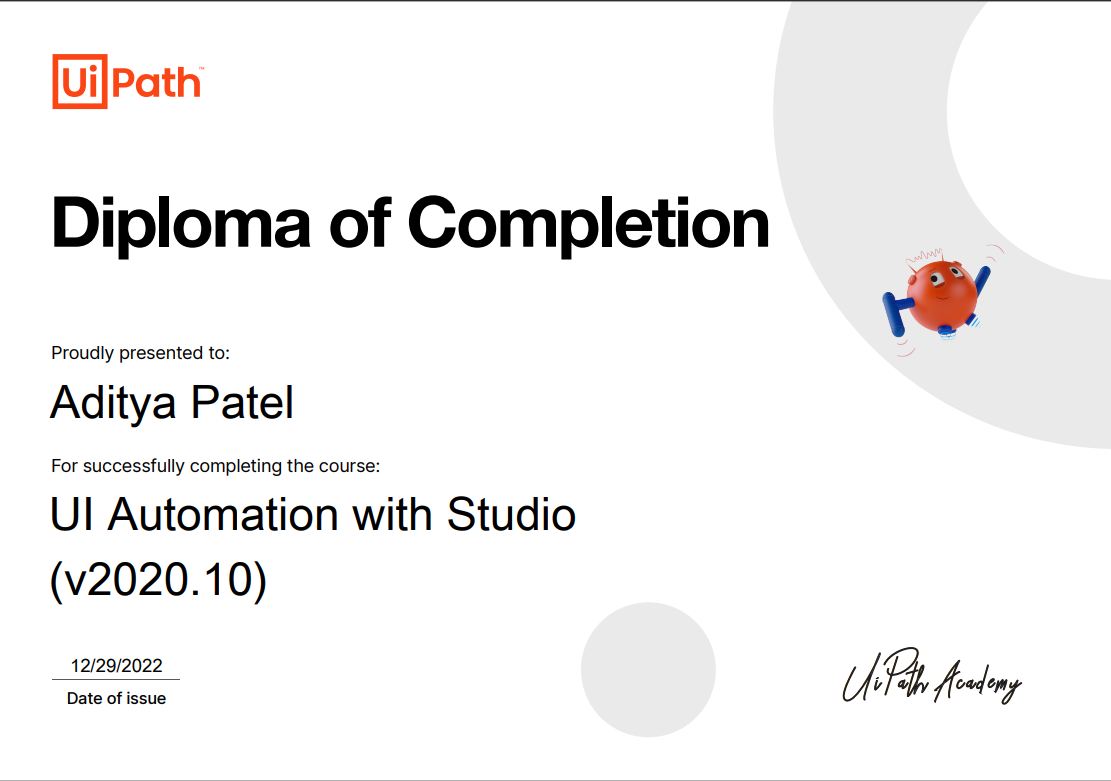 UiPath™
Diploma of Completion
Proudly presented to:
Aditya Patel
For successfully completing the course:
UI Automation with Studio
(v2020.10)
12/29/2022
Date of issue
UiPath Academy